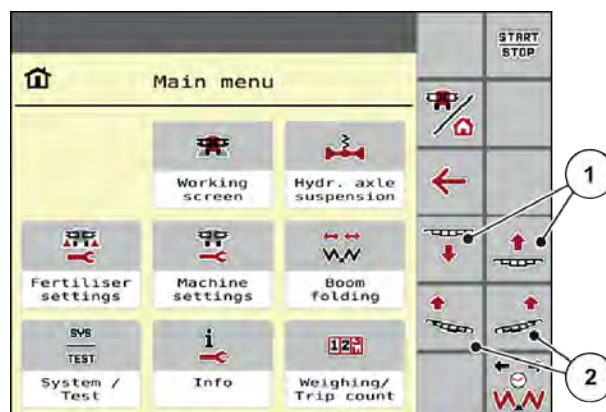 START
STOP
Main menu
Working
screen
Hydr. axle
suspension
1
Fertiliser
settings
Machine
settings
Boom
folding
SYS
TEST
i
123
System /
Test
Info
Weighing/
Trip count
2